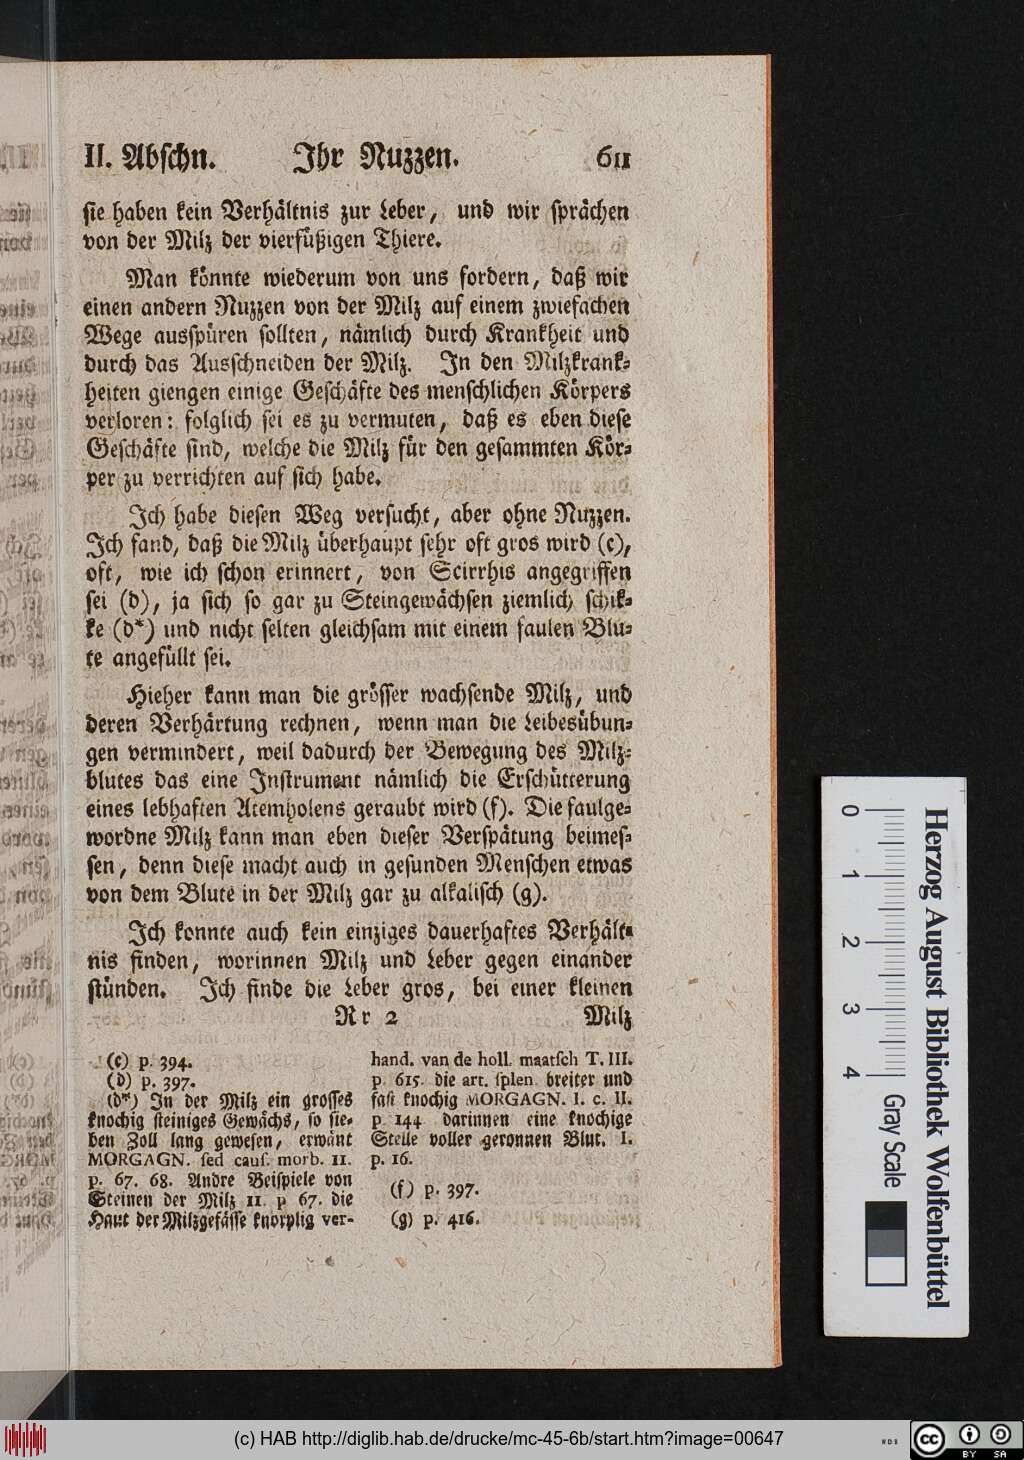 II. Abschn. Ihr Nuzzen. 611
sie haben kein Verhältnis zur Leber, und wir sprächen
von der Milz der vierfüßigen Thiere.
Man könnte wiederum von uns fordern, daß wir
einen andern Nuzzen von der Milz auf einem zwiefachen
Wege ausspüren sollten, nämlich durch Krankheit und
durch das Ausschneiden der Milz. In den Milzkrank-
heiten giengen einige Geschäfte des menschlichen Körpers
verloren: folglich sei es zu vermuten, daß es eben diese
Geschäfte sind, welche die Milz für den gesammten Kör-
per zu verrichten auf sich habe.
Ich habe diesen Weg versucht, aber ohne Nuzzen.
Ich fand, daß die Milz überhaupt sehr oft gros wird (c),
oft, wie ich schon erinnert, von Scirrhis angegriffen
sei (d), ja sich so gar zu Steingewächsen ziemlich schik-
ke (d*) und nicht selten gleichsam mit einem faulen Blu-
te angefüllt sei.
Hieher kann man die grösser wachsende Milz, und
deren Verhärtung rechnen, wenn man die Leibesübun-
gen vermindert, weil dadurch der Bewegung des Milz-
blutes das eine Instrument nämlich die Erschütterung
eines lebhaften Atemholens geraubt wird (f). Die faulge-
wordne Milz kann man eben dieser Verspätung beimes-
sen, denn diese macht auch in gesunden Menschen etwas
von dem Blute in der Milz gar zu alkalisch (g).
Ich konnte auch kein einziges dauerhaftes Verhält-
nis finden, worinnen Milz und Leber gegen einander
stünden. Ich finde die Leber gros, bei einer kleinen
Rr 2 Milz
(c) p. 394.
(d) p. 397.
(d*) In der Milz ein grosses
knochig steiniges Gewächs, so sie-
ben Zoll lang gewesen, erwänt
MORGAGN. sed caus. morb. II.
p. 67. 68. Andre Beispiele von
Steinen der Milz II. p 67. die
Haut der Milzgefässe knorplig ver-
hand. van de holl. maatsch T. III.
p. 615. die art. splen. breiter und
fast knochig MORGAGN. I. c. II.
p 144 darinnen eine knochige
Stelle voller geronnen Blut. I.
p. 16.
(f) p. 397.
(g) p. 416.
Herzog August Bibliothek Wolfenbüttel
0 1 2 3 4 Gray Scale
(c) HAB http://diglib.hab.de/drucke/mc-45-6b/start.htm?image=00647
cc BY SA